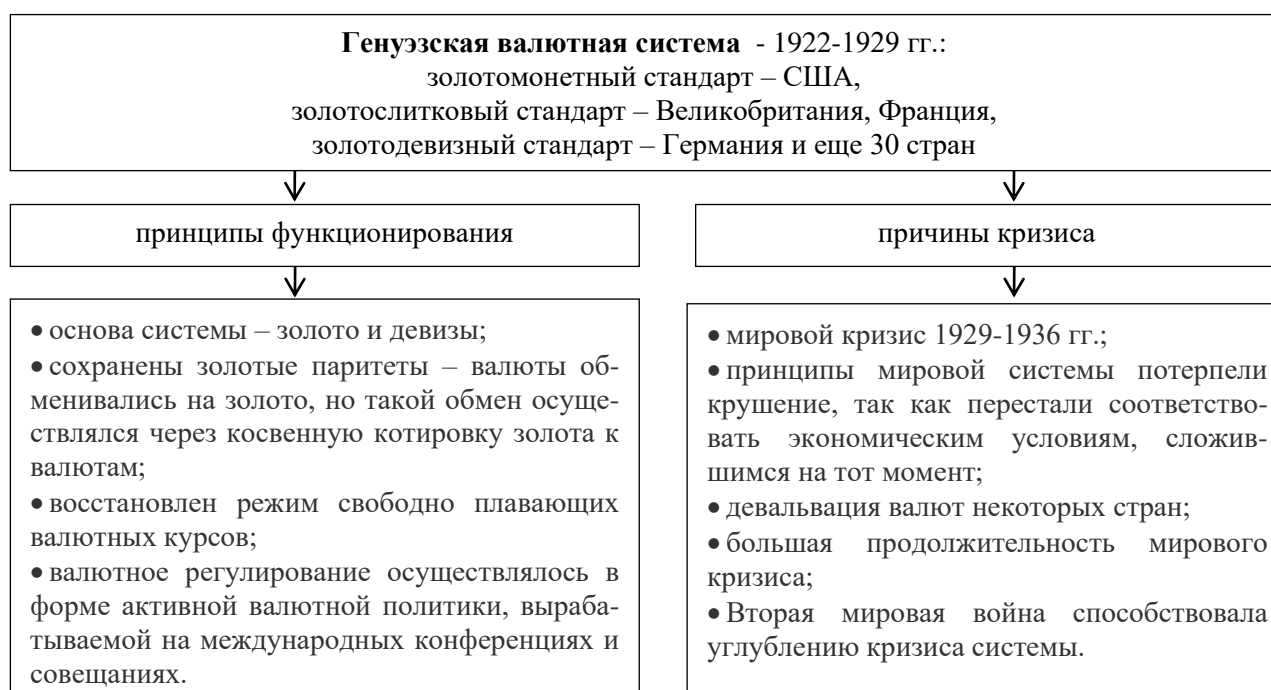 Генуэзская валютная система - 1922-1929 гг.:
золотомонетный стандарт – США,
золотослитковый стандарт – Великобритания, Франция,
золотодевизный стандарт – Германия и еще 30 стран
принципы функционирования
• основа системы – золото и девизы;
• сохранены золотые паритеты – валюты об-
менивались на золото, но такой обмен осуще-
ствлялся через косвенную котировку золота к
валютам;
• восстановлен режим свободно плавающих
валютных курсов;
• валютное регулирование осуществлялось в
форме активной валютной политики, выраба-
тываемой на международных конференциях и
совещаниях.
причины кризиса
• мировой кризис 1929-1936 гг.;
• принципы мировой системы потерпели
крушение, так как перестали соответство-
вать экономическим условиям, сложив-
шимся на тот момент;
• девальвация валют некоторых стран;
• большая продолжительность мирового
кризиса;
• Вторая мировая война способствовала
углублению кризиса системы.